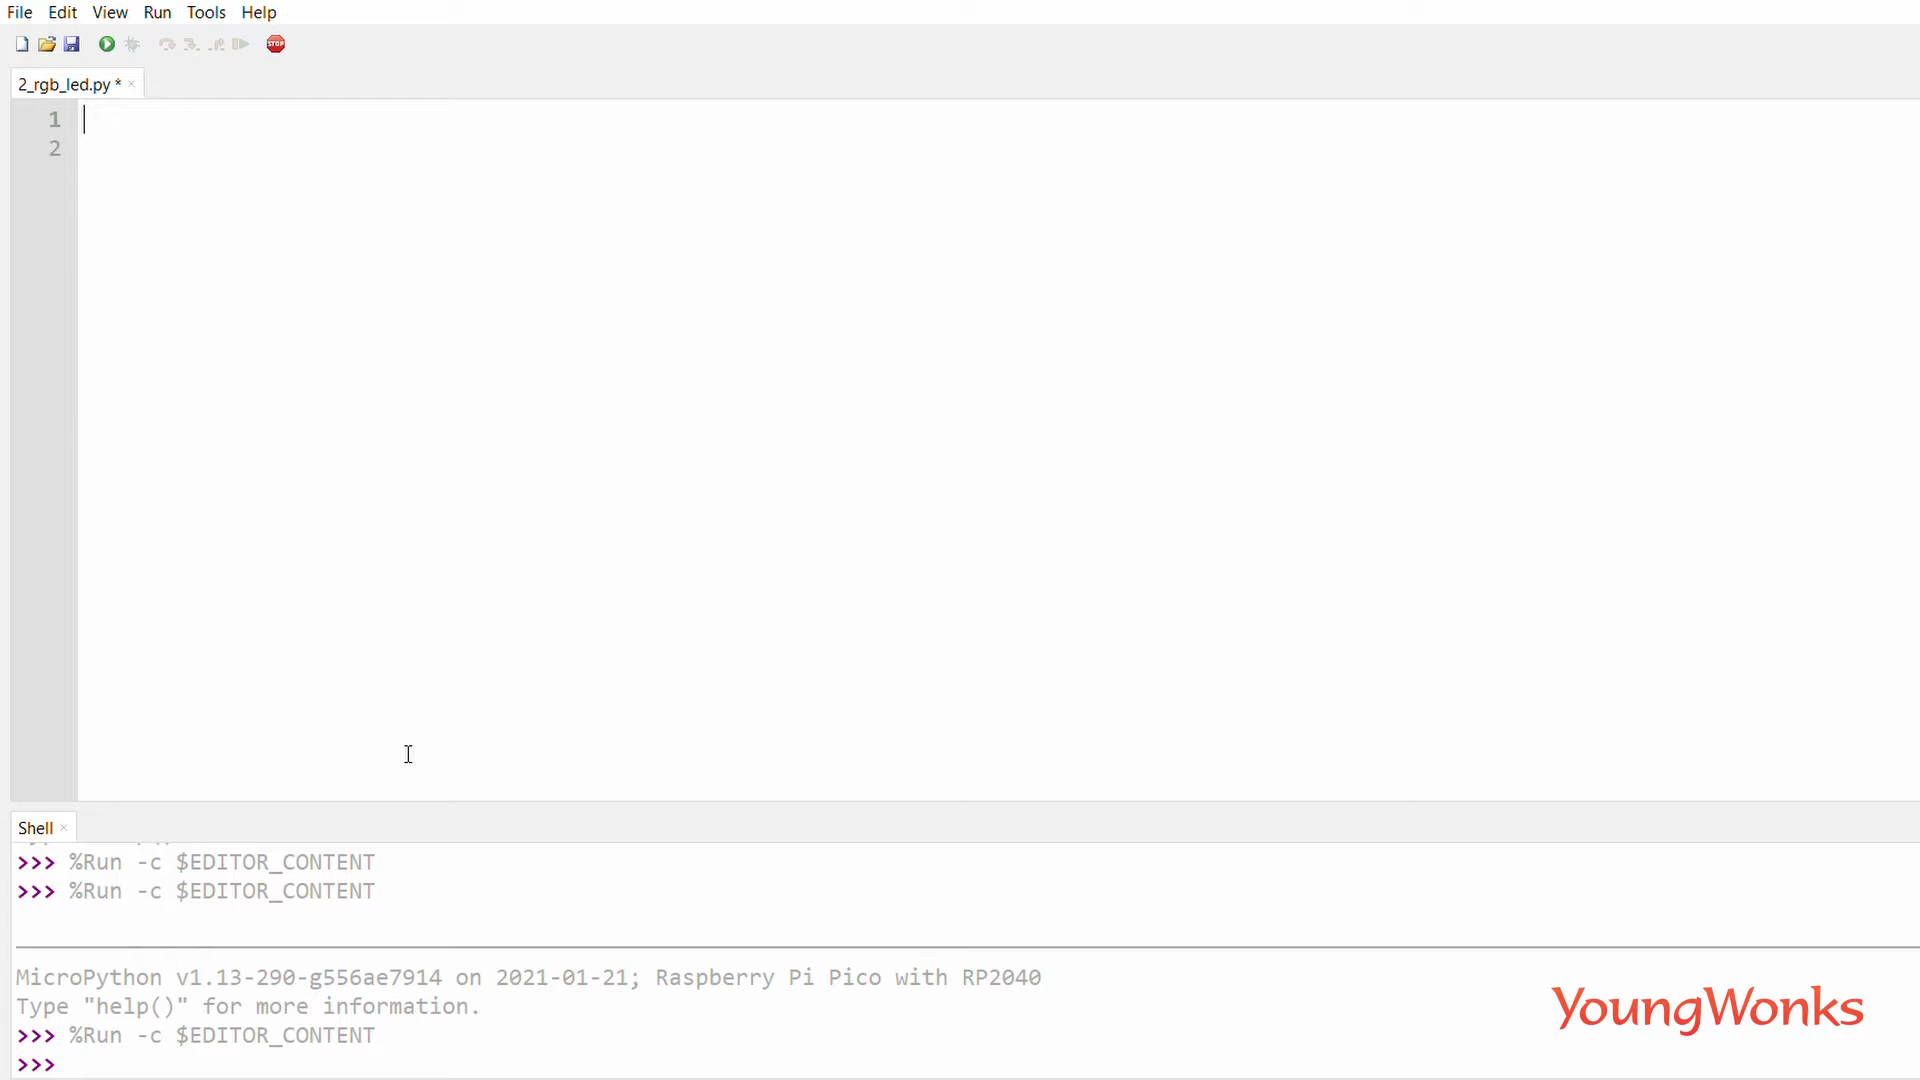 File Edit View Run Tools Help
STOP
2_rgb_led.py * ×
1
2
Shell ×
>>> %Run -c $EDITOR_CONTENT
>>> %Run -c $EDITOR_CONTENT
MicroPython v1.13-290-g556ae7914 on 2021-01-21; Raspberry Pi Pico with RP2040
Type "help()" for more information.
>>> %Run -c $EDITOR_CONTENT
>>>
YoungWonks